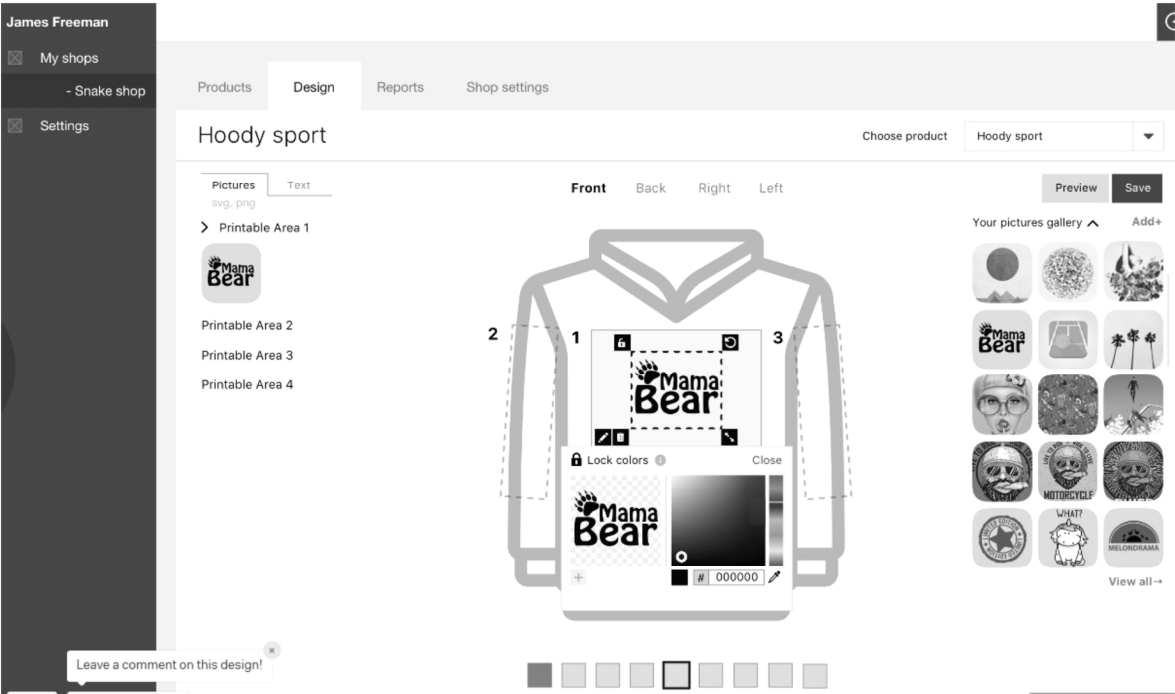 James Freeman
My shops
- Snake shop
Settings
Products
Design
Reports
Shop settings
Hoody sport
Choose product
Hoody sport
Pictures
Text
svg, png
Printable Area 1
Mama
Bear
Printable Area 2
Printable Area 3
Printable Area 4
Front
Back
Right
Left
2
1
3
Mama
Bear
Lock colors
Close
Mama
Bear
# 000000
Preview
Save
Your pictures gallery
Add+
Mama
Bear
MOTORCYCLE
LIMITED EDITION
WHAT?
MELONDRAMA
View all→
Leave a comment on this design!